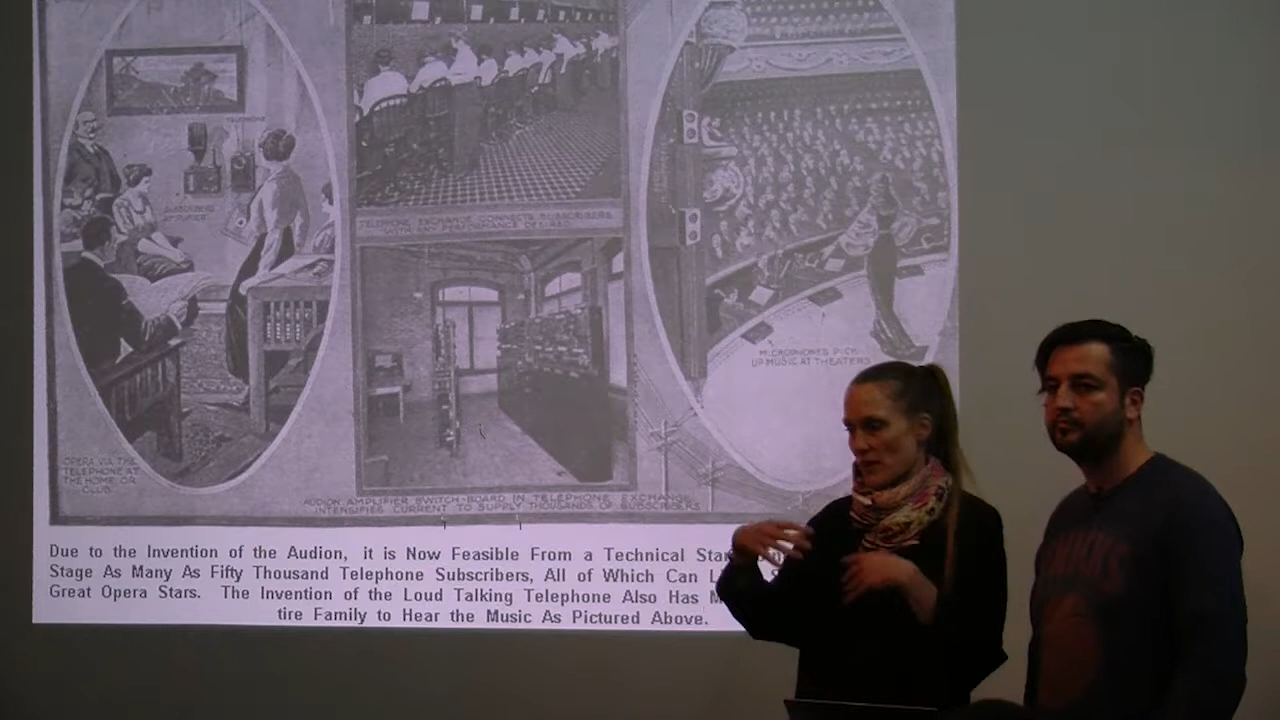 TELEPHONE
SUBSCRIBERS
TELEPHONE EXCHANGE CONNECTS SUBSCRIBERS
WITH ANY PERFORMANCE DESIRED
MICROPHONES PICK
UP MUSIC AT THEATERS
OPERA VIA THE
TELEPHONE AT
THE HOME OR
CLUB
AUDION AMPLIFIER SWITCH-BOARD IN TELEPHONE EXCHANGE
INTENSIFIES CURRENT TO SUPPLY THOUSANDS OF SUBSCRIBERS
Due to the Invention of the Audion, it is Now Feasible From a Technical
Stage As Many As Fifty Thousand Telephone Subscribers, All of Which Can
Great Opera Stars. The Invention of the Loud Talking Telephone Also Has
tire Family to Hear the Music As Pictured Above.